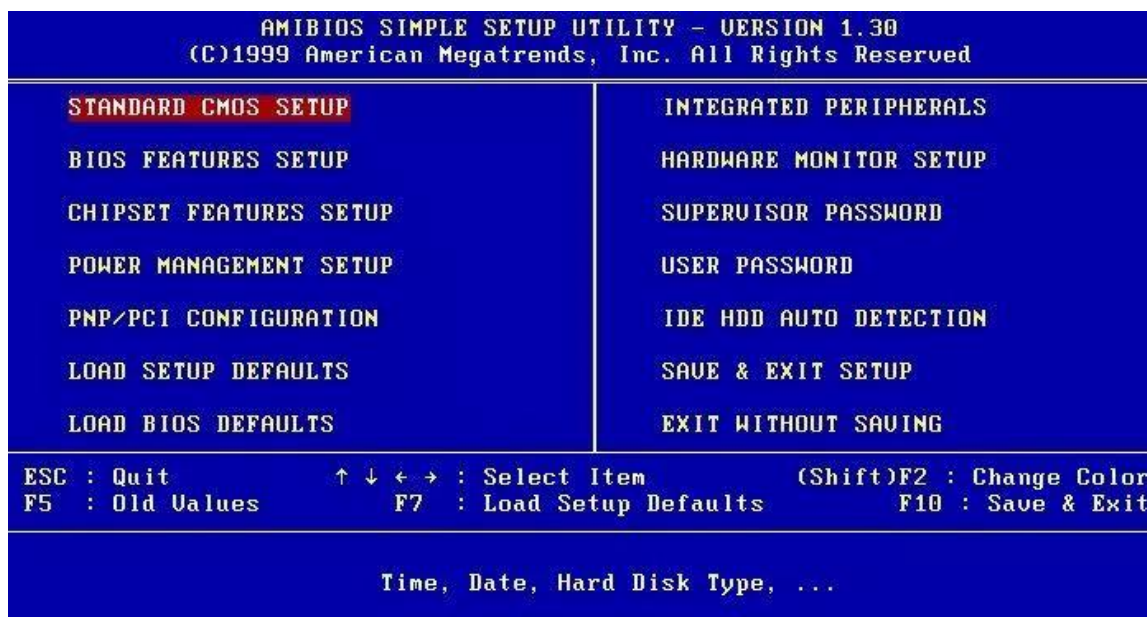 AMIBIOS SIMPLE SETUP UTILITY - VERSION 1.30
(C)1999 American Megatrends, Inc. All Rights Reserved
STANDARD CMOS SETUP
BIOS FEATURES SETUP
CHIPSET FEATURES SETUP
POWER MANAGEMENT SETUP
PNP/PCI CONFIGURATION
LOAD SETUP DEFAULTS
LOAD BIOS DEFAULTS
INTEGRATED PERIPHERALS
HARDWARE MONITOR SETUP
SUPERVISOR PASSWORD
USER PASSWORD
IDE HDD AUTO DETECTION
SAVE & EXIT SETUP
EXIT WITHOUT SAVING
ESC : Quit ↑ ↓ ← → : Select Item (Shift)F2 : Change Color
F5 : Old Values F7 : Load Setup Defaults F10 : Save & Exit
Time, Date, Hard Disk Type, ...